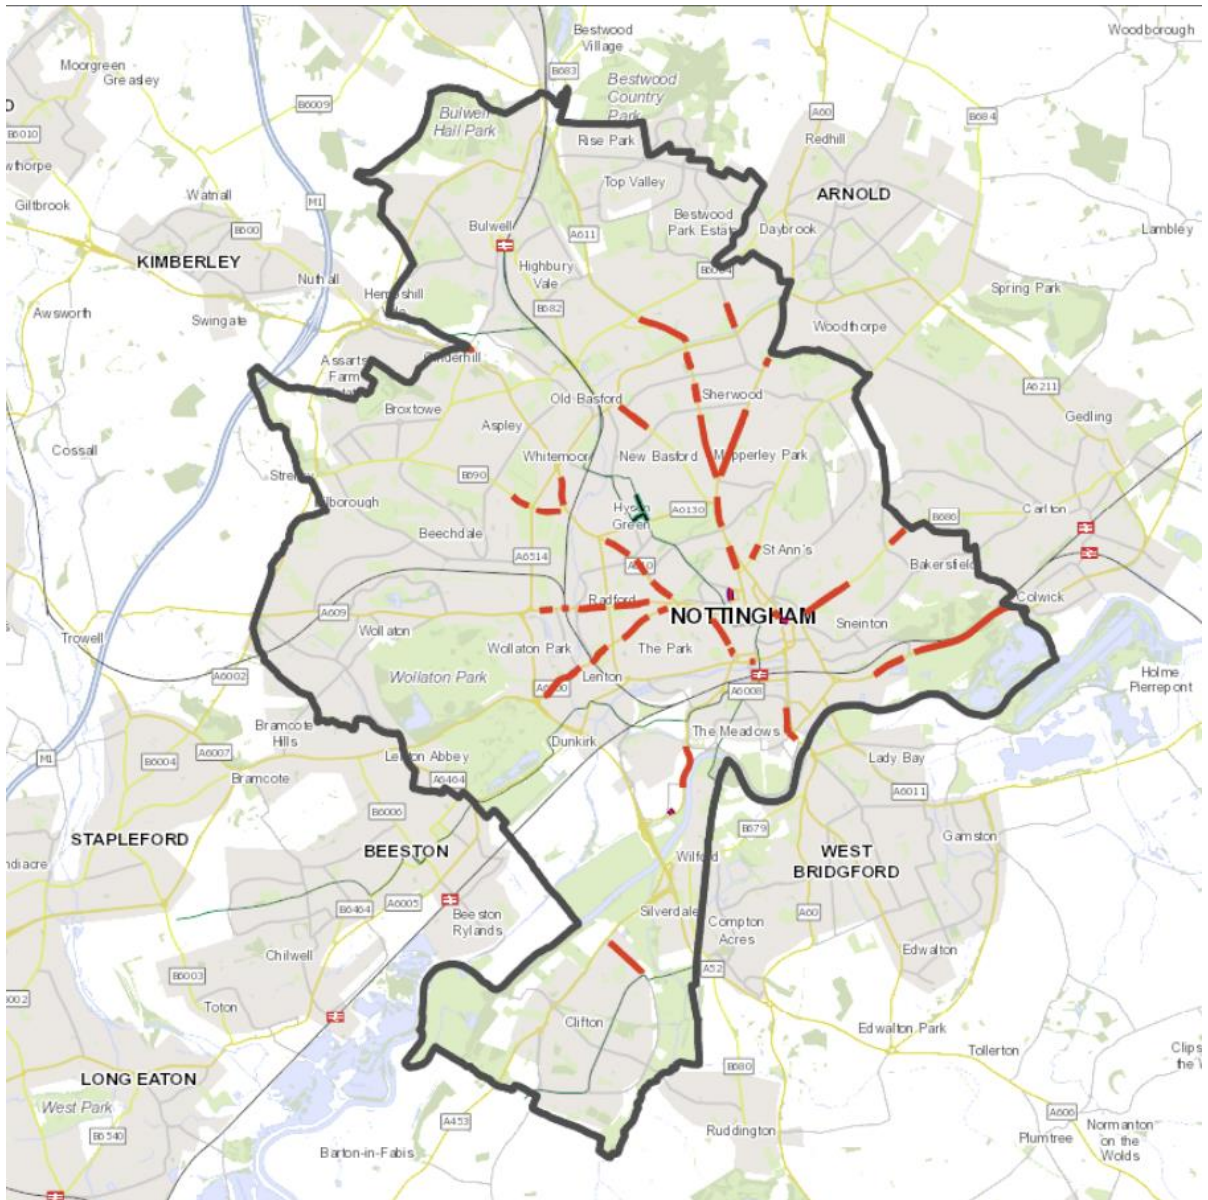 Bestwood
Village
Woodborough
Moorgreen
Greasley
B683
Bestwood
Country
Park
B6009
A60
B684
Bulwell
Hall Park
B6010
Rise Park
Redhill
Top Valley
Watnall
ARNOLD
M1
Giltbrook
Bestwood
Park Estate
Daybrook
Lambley
Bulwell
A611
B600
KIMBERLEY
Highbury
Vale
Nuthall
Spring Park
B682
Awsworth
Swingate
Woodthorpe
Cinderhill
Assarts
Farm
A6211
Broxtowe
Old Basford
Sherwood
Gedling
Aspley
Cossall
Whitemoor
New Basford
Mapperley Park
B690
Hyson
Green
A6130
B686
Carlton
Beechdale
A6514
St Ann's
Bakersfield
Radford
Colwick
A609
NOTTINGHAM
Sneinton
Wollaton
Trowell
Wollaton Park
The Park
Holme
Pierrepont
A6002
Wollaton Park
Lenton
A6008
Bramcote
Hills
The Meadows
Dunkirk
M1
B6004
A6007
Lenton Abbey
Lady Bay
Bramcote
A6464
A6011
B6006
B679
Gamston
STAPLEFORD
BEESTON
WEST
BRIDGFORD
Wilford
A6005
B6464
Beeston
Rylands
Silverdale
Compton
Acres
A60
Edwalton
Chilwell
A52
B6003
Toton
Clifton
Edwalton Park
Tollerton
LONG EATON
B680
West Park
A606
A453
B6540
Ruddington
Plumtree
Normanton
on the
Wolds
Barton-in-Fabis